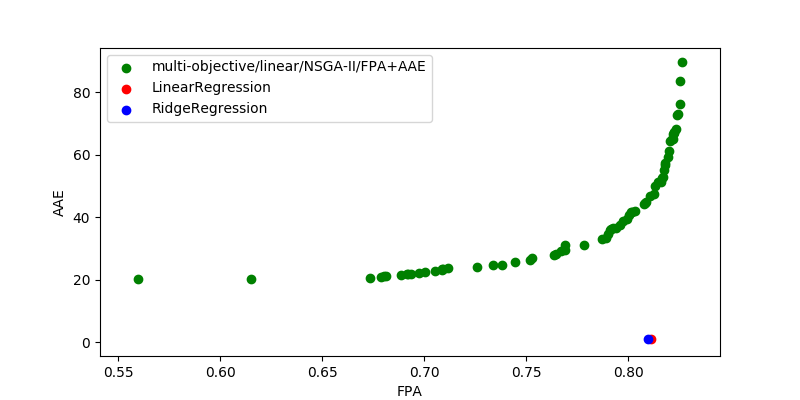 multi-objective/linear/NSGA-II/FPA+AAE
LinearRegression
RidgeRegression
80
60
40
20
0
AAE
0.55 0.60 0.65 0.70 0.75 0.80
FPA